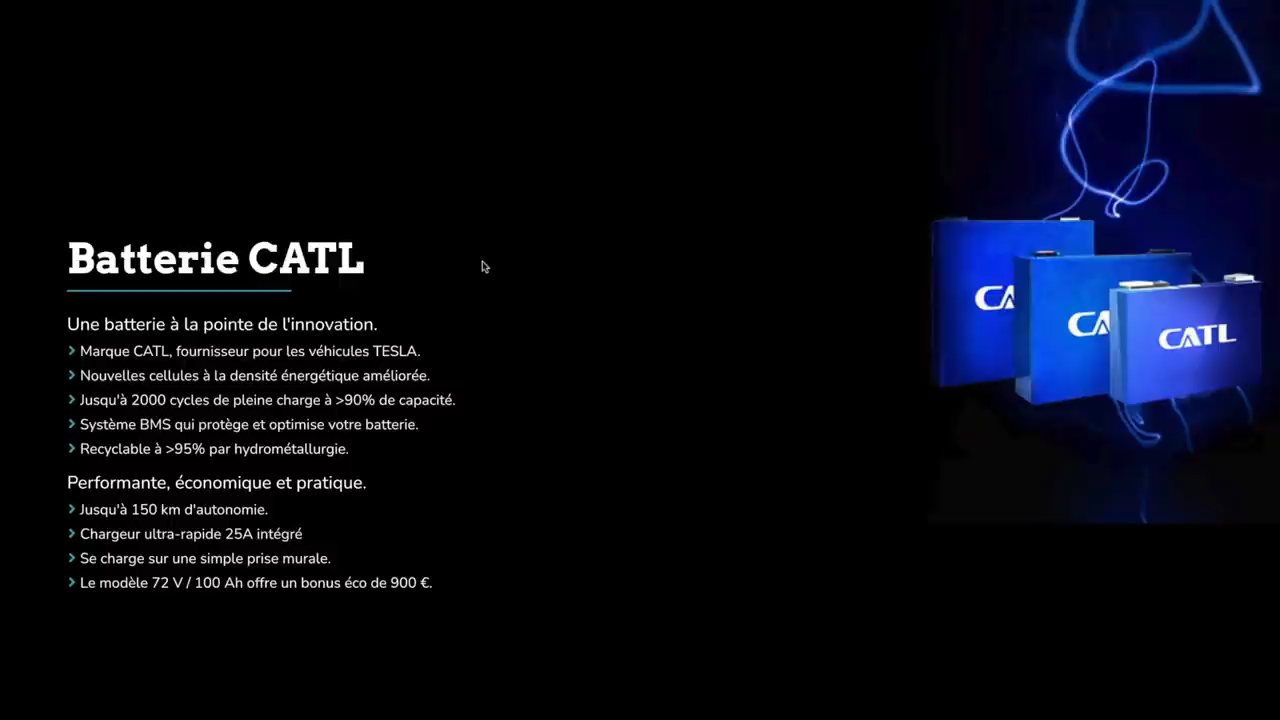 Batterie CATL
Une batterie à la pointe de l'innovation.
Marque CATL, fournisseur pour les véhicules TESLA.
Nouvelles cellules à la densité énergétique améliorée.
Jusqu'à 2000 cycles de pleine charge à >90% de capacité.
Système BMS qui protège et optimise votre batterie.
Recyclable à >95% par hydrométallurgie.
Performante, économique et pratique.
Jusqu'à 150 km d'autonomie.
Chargeur ultra-rapide 25A intégré
Se charge sur une simple prise murale.
Le modèle 72 V / 100 Ah offre un bonus éco de 900 €.
CA
CA
CATL